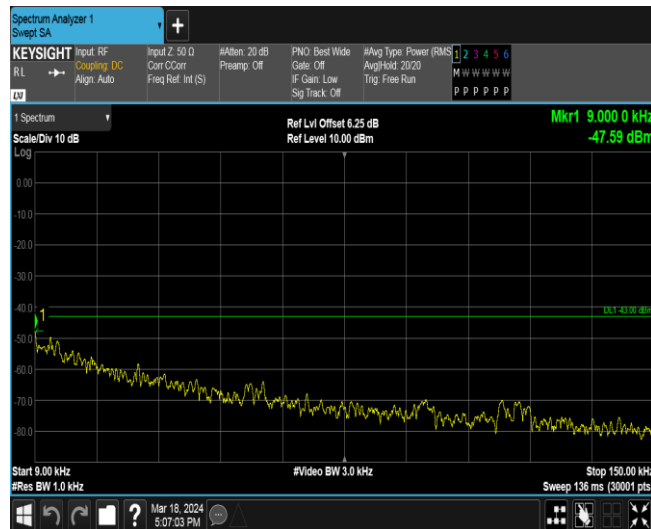 Spectrum Analyzer 1
Swept SA
+
KEYSIGHT
RL
LXI
Input: RF
Coupling: DC
Align: Auto
Input Z: 50 Ω
Corr CCorr
Freq Ref: Int (S)
#Atten: 20 dB
Preamp: Off
PNO: Best Wide
Gate: Off
IF Gain: Low
Sig Track: Off
#Avg Type: Power (RMS
Avg|Hold: 20/20
Trig: Free Run
1 2 3 4 5 6
M W W W W W
P P P P P P
1 Spectrum
Scale/Div 10 dB
Ref Lvl Offset 6.25 dB
Ref Level 10.00 dBm
Mkr1 9.000 0 kHz
-47.59 dBm
Log
0.00
-10.0
-20.0
-30.0
-40.0
-50.0
-60.0
-70.0
-80.0
1
DL1 -43.00 dBm
Start 9.00 kHz
#Res BW 1.0 kHz
#Video BW 3.0 kHz
Stop 150.00 kHz
Sweep 136 ms (30001 pts
?
Mar 18, 2024
5:07:03 PM